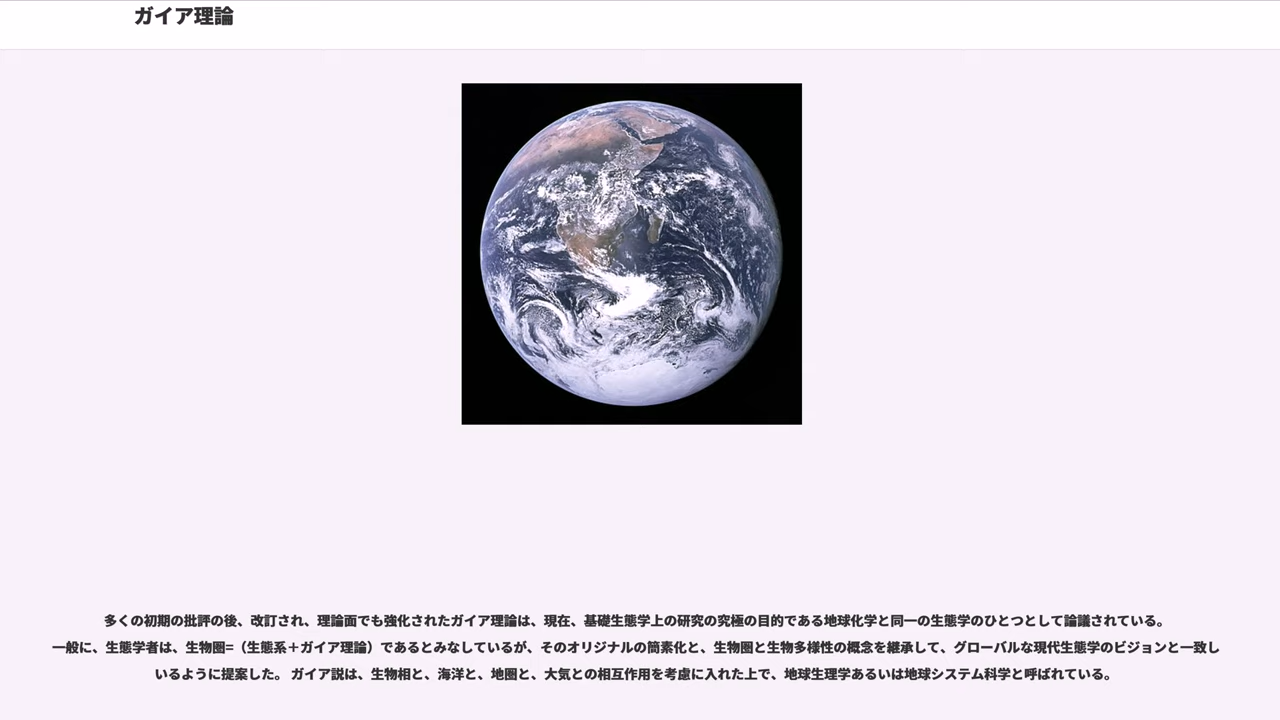 ガイア理論
多くの初期の批評の後、改訂され、理論面でも強化されたガイア理論は、現在、基礎生態学上の研究の究極の目的である地球化学と同一の生態学のひとつとして論議されている。
一般に、生態学者は、生物圏=（生態系＋ガイア理論）であるとみなしているが、そのオリジナルの簡素化と、生物圏と生物多様性の概念を継承して、グローバルな現代生態学のビジョンと一致し
いるように提案した。 ガイア説は、生物相と、海洋と、地圏と、大気との相互作用を考慮に入れた上で、地球生理学あるいは地球システム科学と呼ばれている。